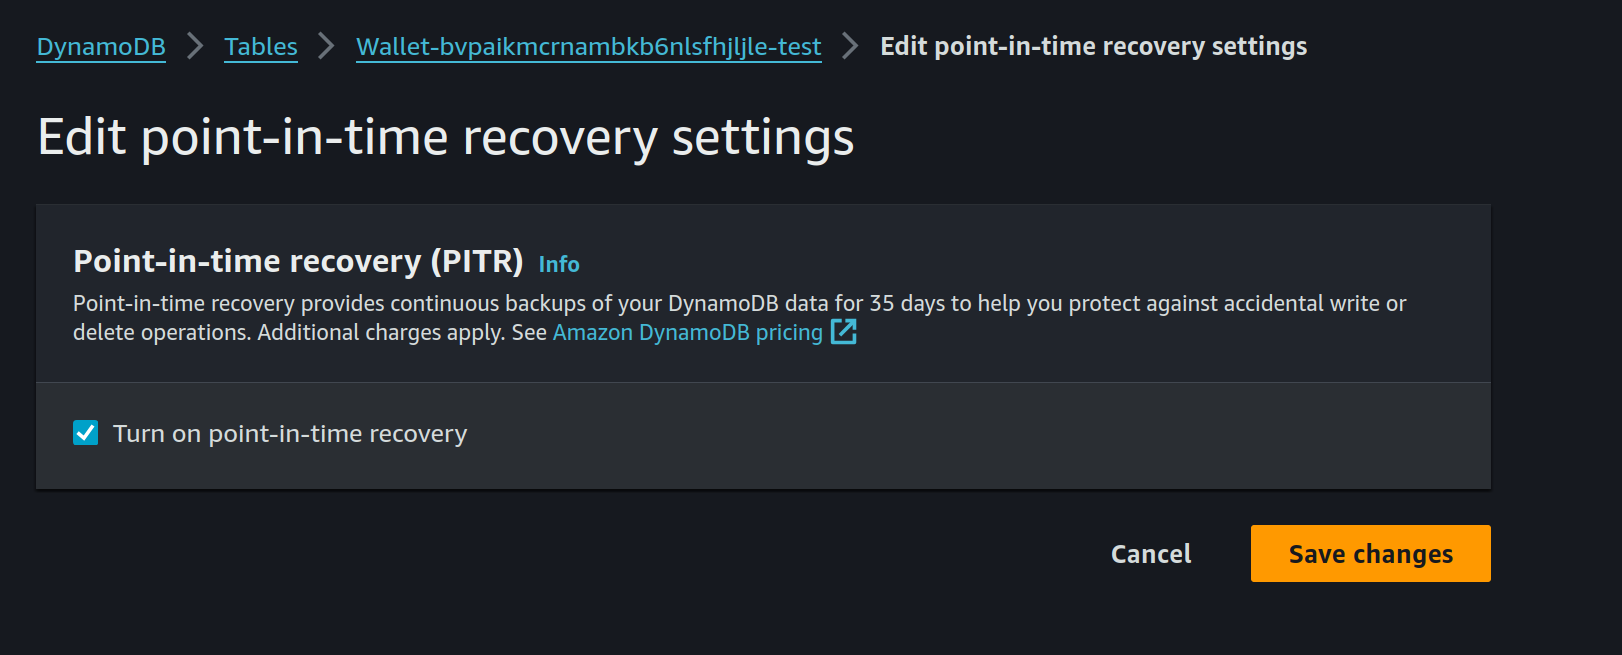 DynamoDB > Tables > Wallet-bvpaikmcrnambkb6nlsfhjljle-test > Edit point-in-time recovery settings
Edit point-in-time recovery settings
Point-in-time recovery (PITR) Info
Point-in-time recovery provides continuous backups of your DynamoDB data for 35 days to help you protect against accidental write or
delete operations. Additional charges apply. See Amazon DynamoDB pricing
Turn on point-in-time recovery
Cancel Save changes